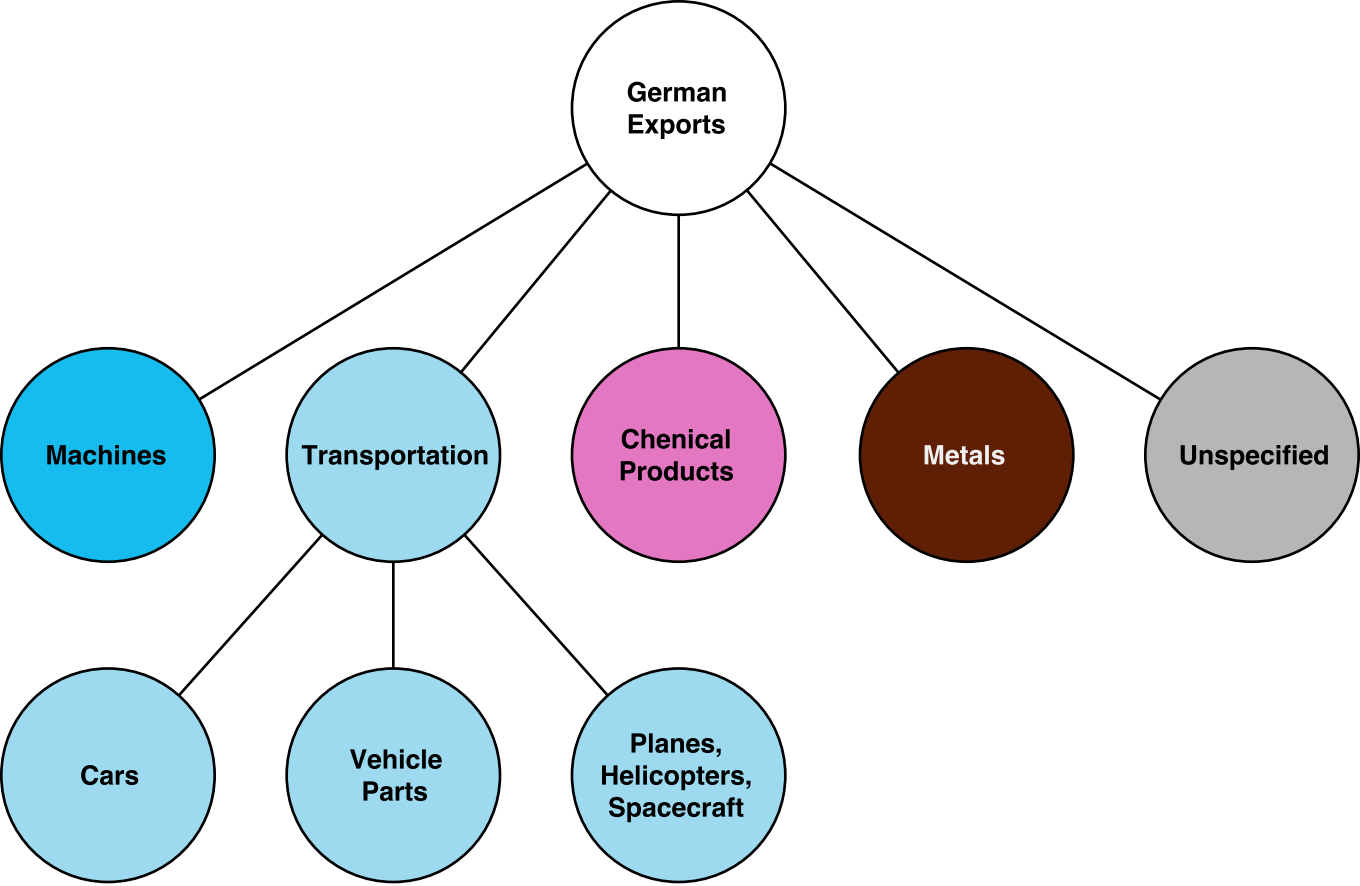 German
Exports
Machines
Transportation
Chenical
Products
Metals
Unspecified
Cars
Vehicle
Parts
Planes,
Helicopters,
Spacecraft